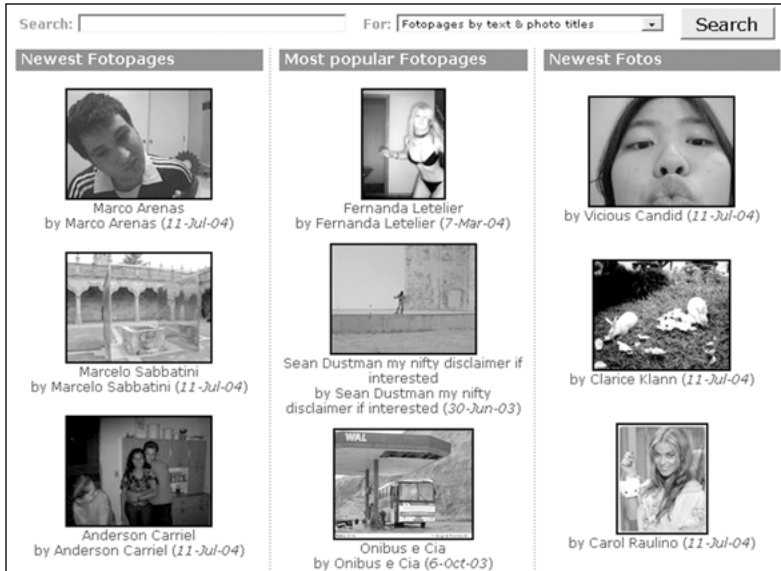 Search:
For: Fotopages by text & photo titles
Search
Newest Fotopages
Marco Arenas
by Marco Arenas (11-Jul-04)
Marcelo Sabbatini
by Marcelo Sabbatini (11-Jul-04)
Anderson Carriel
by Anderson Carriel (11-Jul-04)
Most popular Fotopages
Fernanda Letelier
by Fernanda Letelier (7-Mar-04)
Sean Dustman my nifty disclaimer if
interested
by Sean Dustman my nifty
disclaimer if interested (30-Jun-03)
WAL
Onibus e Cia
by Onibus e Cia (6-Oct-03)
Newest Fotos
by Vicious Candid (11-Jul-04)
by Clarice Klann (11-Jul-04)
by Carol Raulino (11-Jul-04)